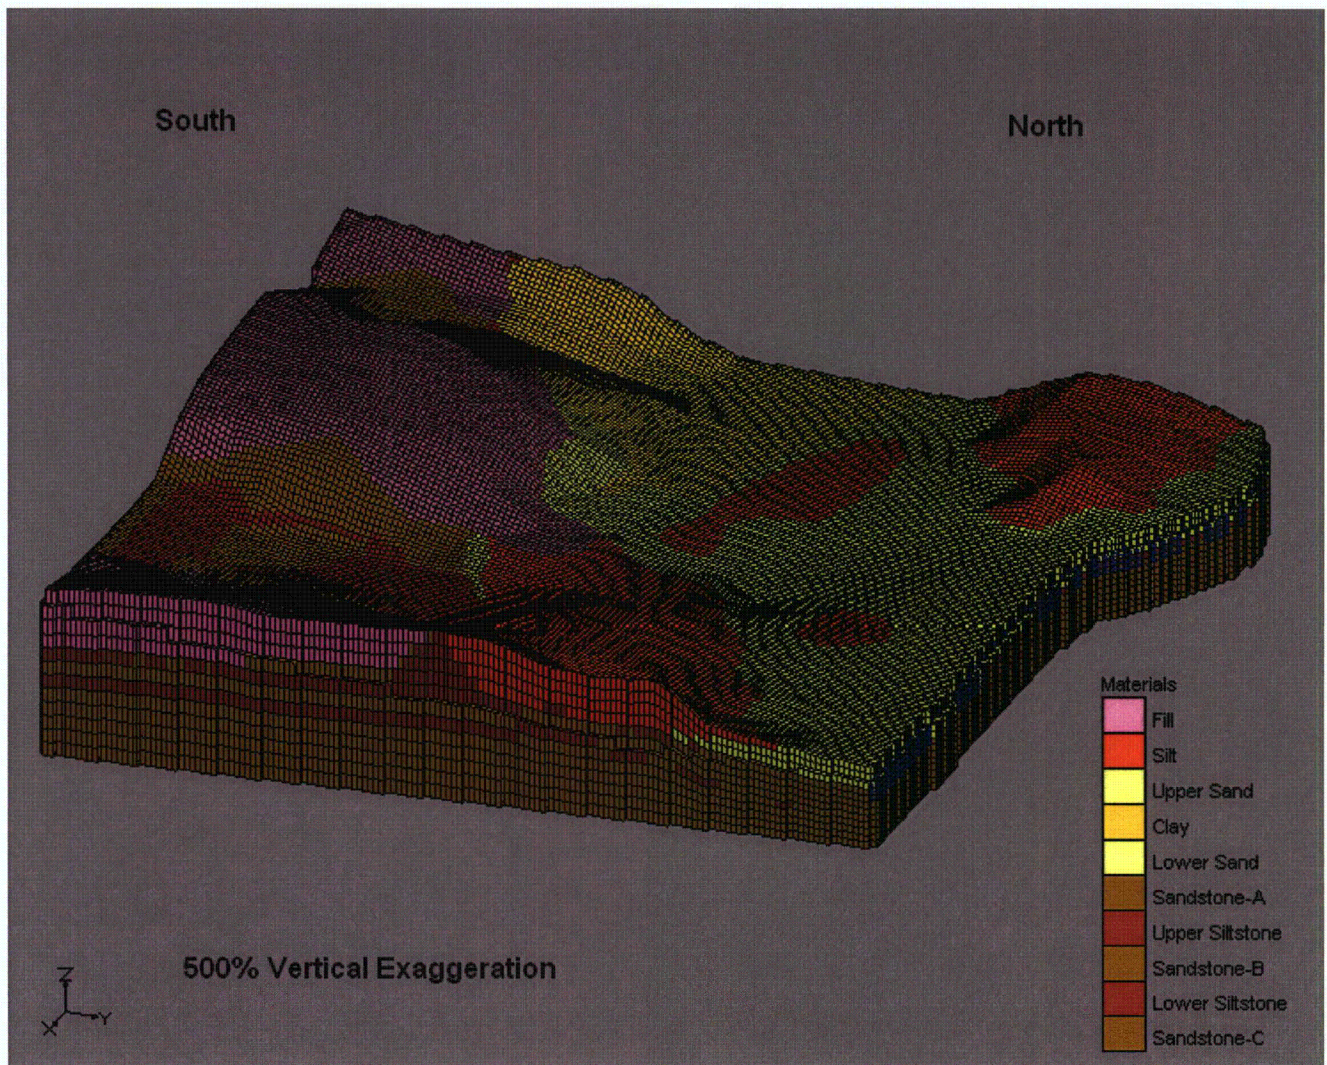 South
North
Materials
Fill
Silt
Upper Sand
Clay
Lower Sand
Sandstone-A
Upper Siltstone
Sandstone-B
Lower Siltstone
Sandstone-C
500% Vertical Exaggeration
Z
X
Y